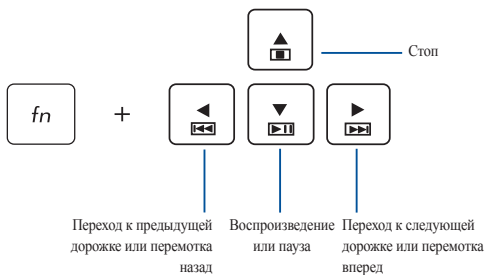 Стоп
fn +
Переход к предыдущей
дорожке или перемотка
назад
Воспроизведение
или пауза
Переход к следующей
дорожке или перемотка
вперед